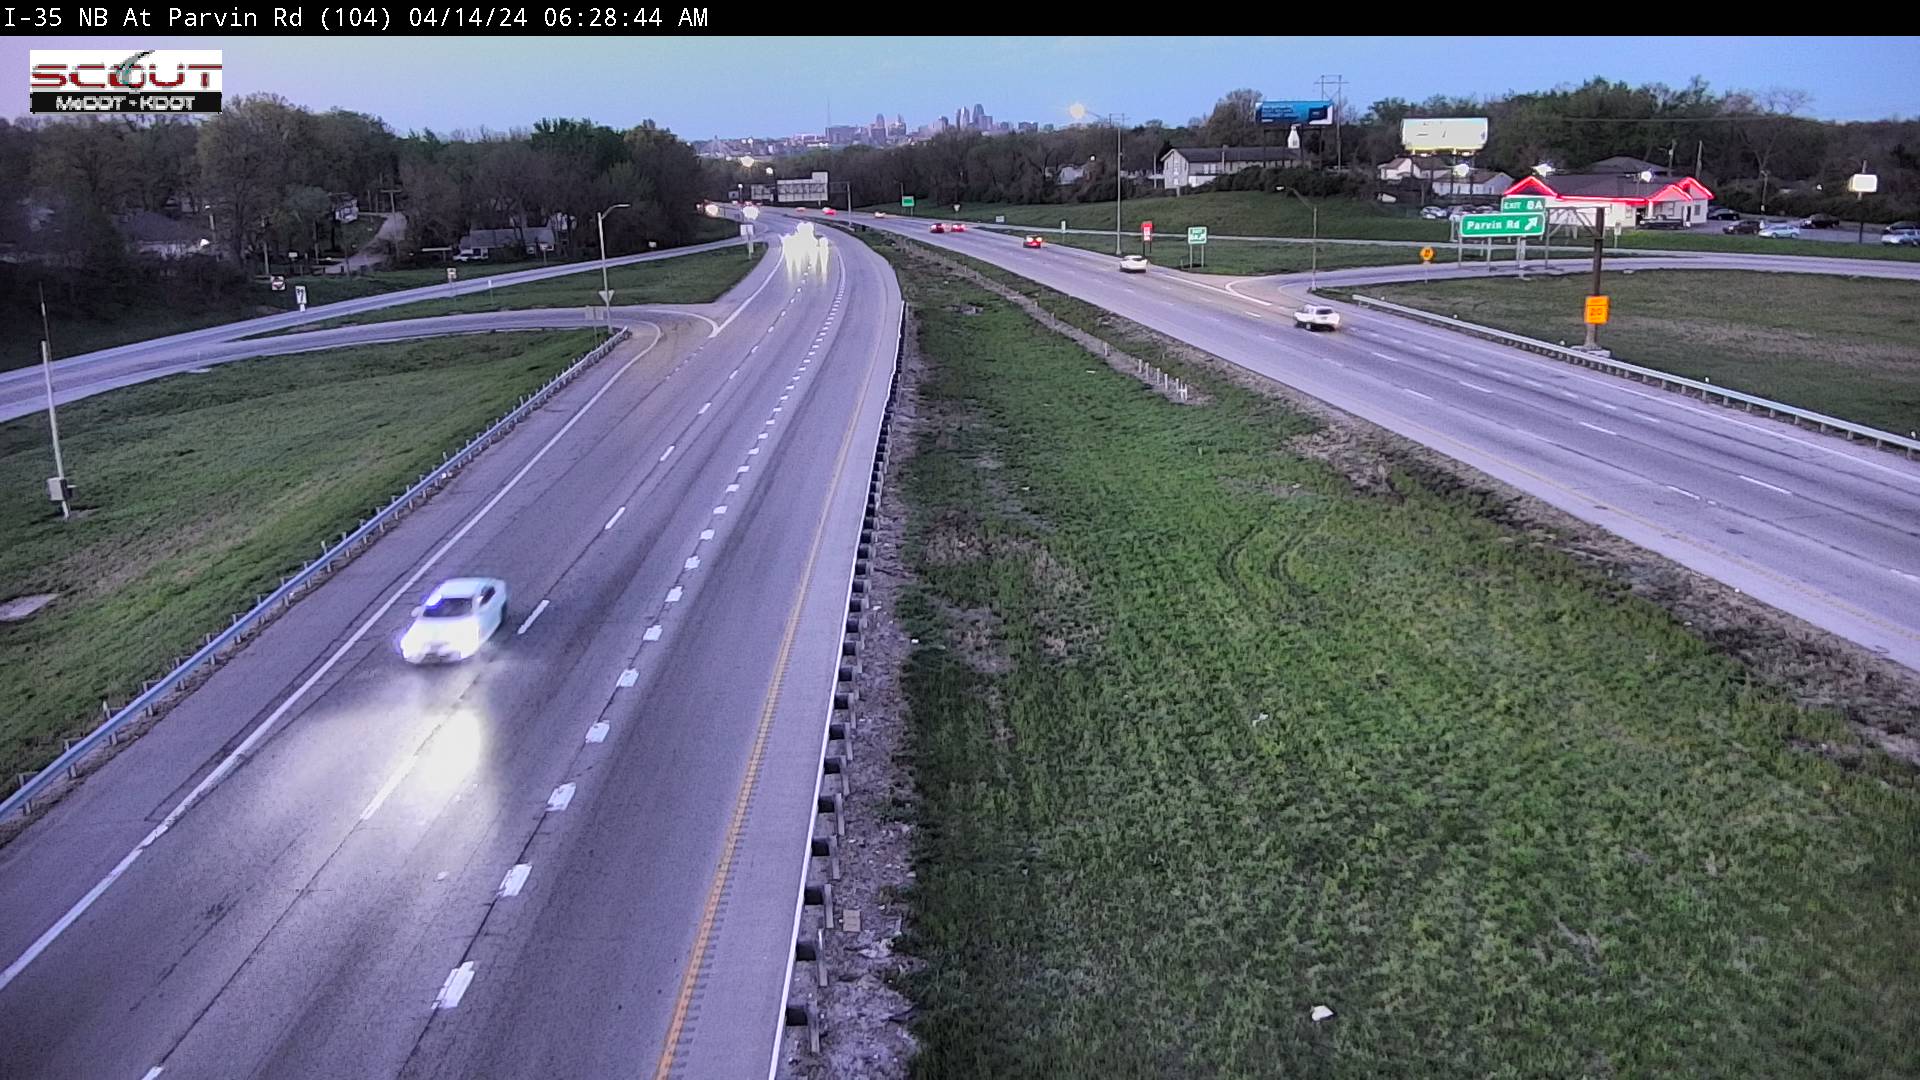 I-35 NB At Parvin Rd (104) 04/14/24 06:28:44 AM
SCOUT
MoDOT - KDOT
EXIT 8A
Parvin Rd
20